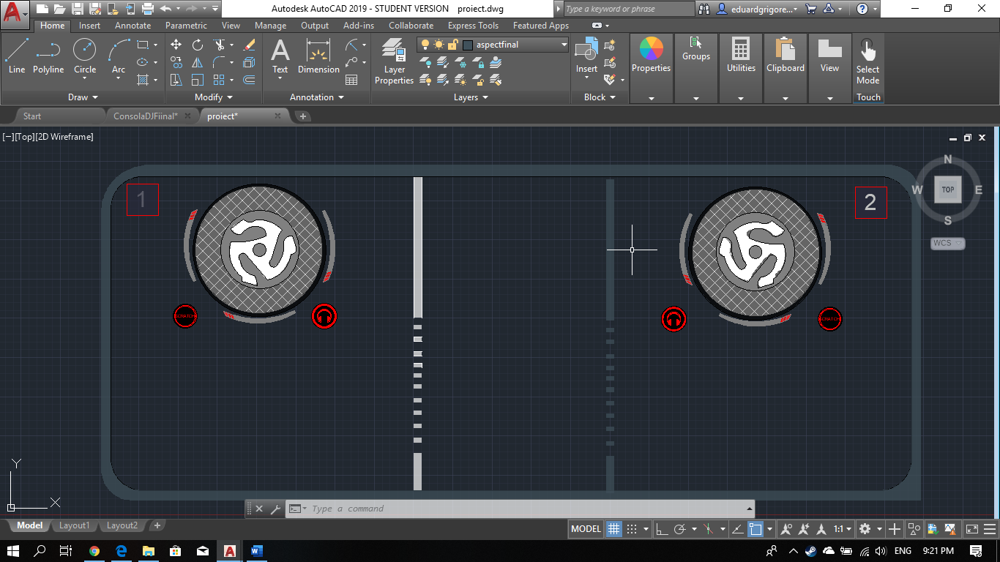 Autodesk AutoCAD 2019 - STUDENT VERSION proiect.dwg
Type a keyword or phrase
eduardgrigore...
Home Insert Annotate Parametric View Manage Output Add-ins Collaborate Express Tools Featured Apps
aspectfinal
Line Polyline Circle Arc Text Dimension Layer Properties Insert Properties Groups Utilities Clipboard View Select Mode
Draw Modify Annotation Layers Block Touch
Start ConsolaDJFiinal* proiect*
[−][Top][2D Wireframe]
N
W TOP E
S
WCS
1
2
SCRATCH
SCRATCH
Y
X
Type a command
Model Layout1 Layout2
MODEL 1:1
ENG 9:21 PM